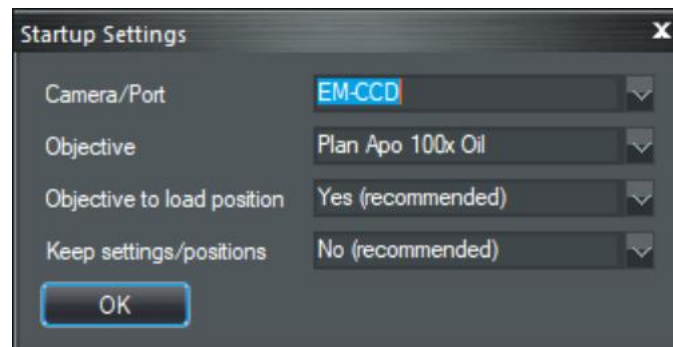 Startup Settings
Camera/Port EM-CCD
Objective Plan Apo 100x Oil
Objective to load position Yes (recommended)
Keep settings/positions No (recommended)
OK